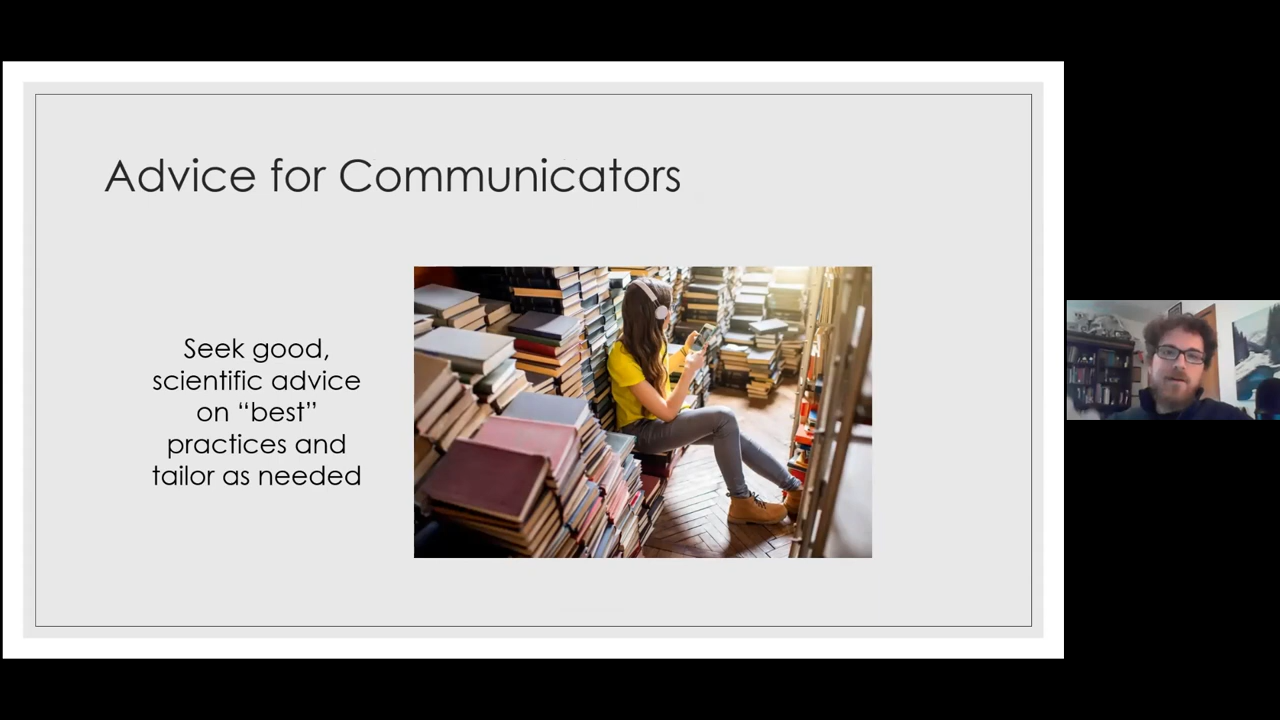 Advice for Communicators
Seek good,
scientific advice
on “best”
practices and
tailor as needed